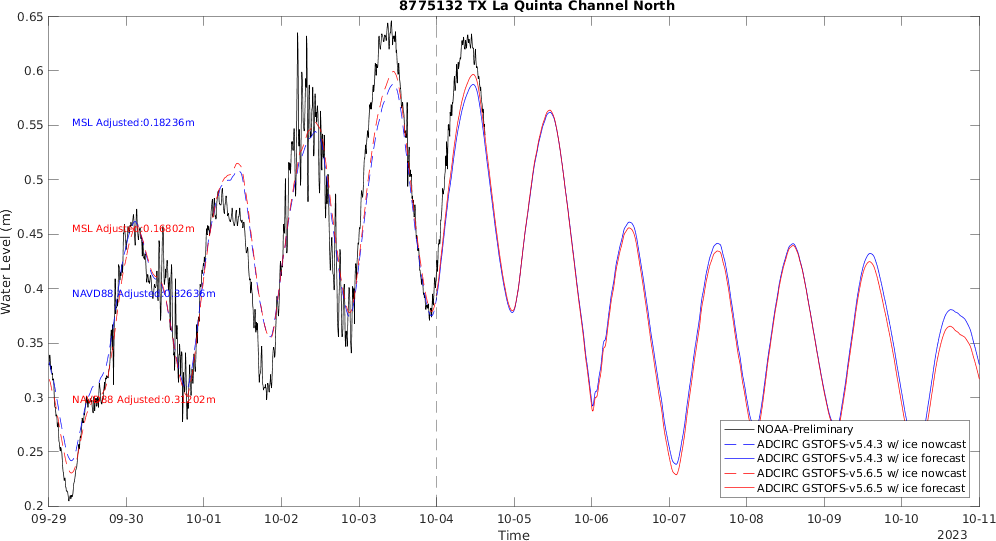 8775132 TX La Quinta Channel North
0.65
0.6
0.55
0.5
0.45
0.4
0.35
0.3
0.25
0.2
Water Level (m)
MSL Adjusted:0.18236m
MSL Adjusted:0.16802m
NAVD88 Adjusted:0.32636m
NAVD88 Adjusted:0.31202m
NOAA-Preliminary
ADCIRC GSTOFS-v5.4.3 w/ ice nowcast
ADCIRC GSTOFS-v5.4.3 w/ ice forecast
ADCIRC GSTOFS-v5.6.5 w/ ice nowcast
ADCIRC GSTOFS-v5.6.5 w/ ice forecast
09-29 09-30 10-01 10-02 10-03 10-04 10-05 10-06 10-07 10-08 10-09 10-10 10-11
Time
2023